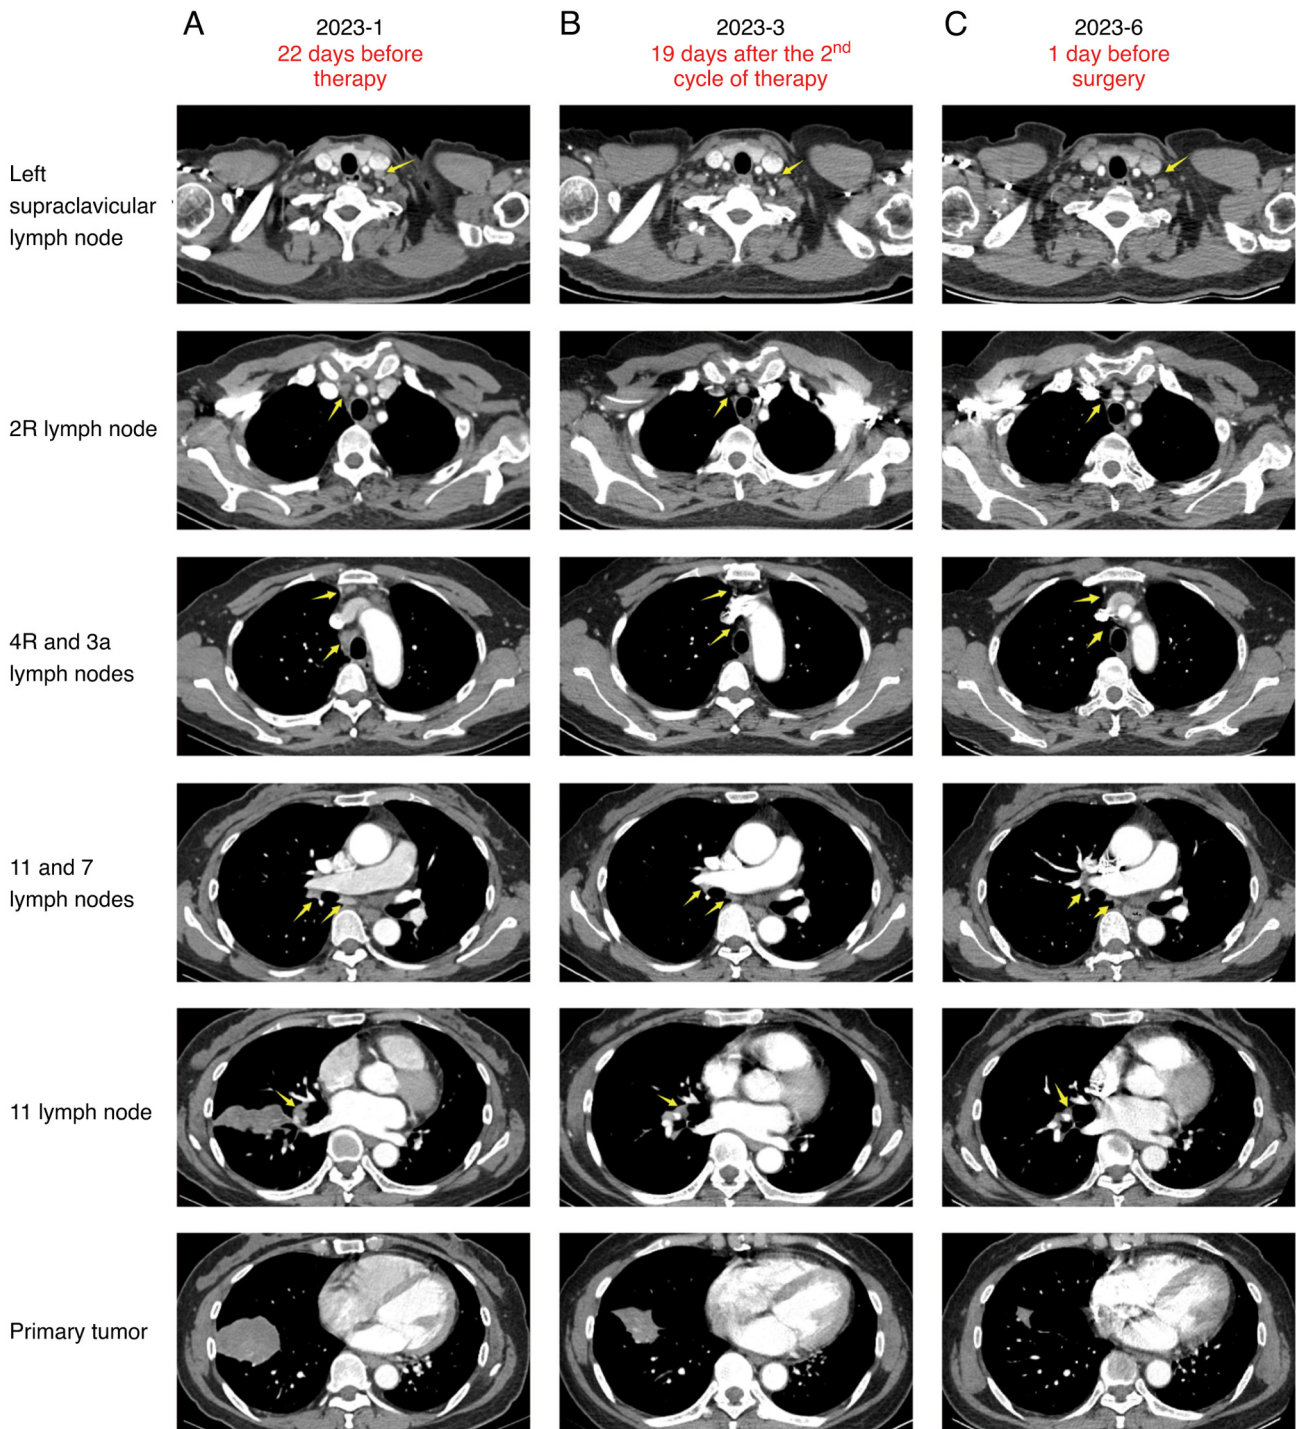 A
2023-1
22 days before
therapy
B
2023-3
19 days after the 2nd
cycle of therapy
C
2023-6
1 day before
surgery
Left
supraclavicular
lymph node
2R lymph node
4R and 3a
lymph nodes
11 and 7
lymph nodes
11 lymph node
Primary tumor